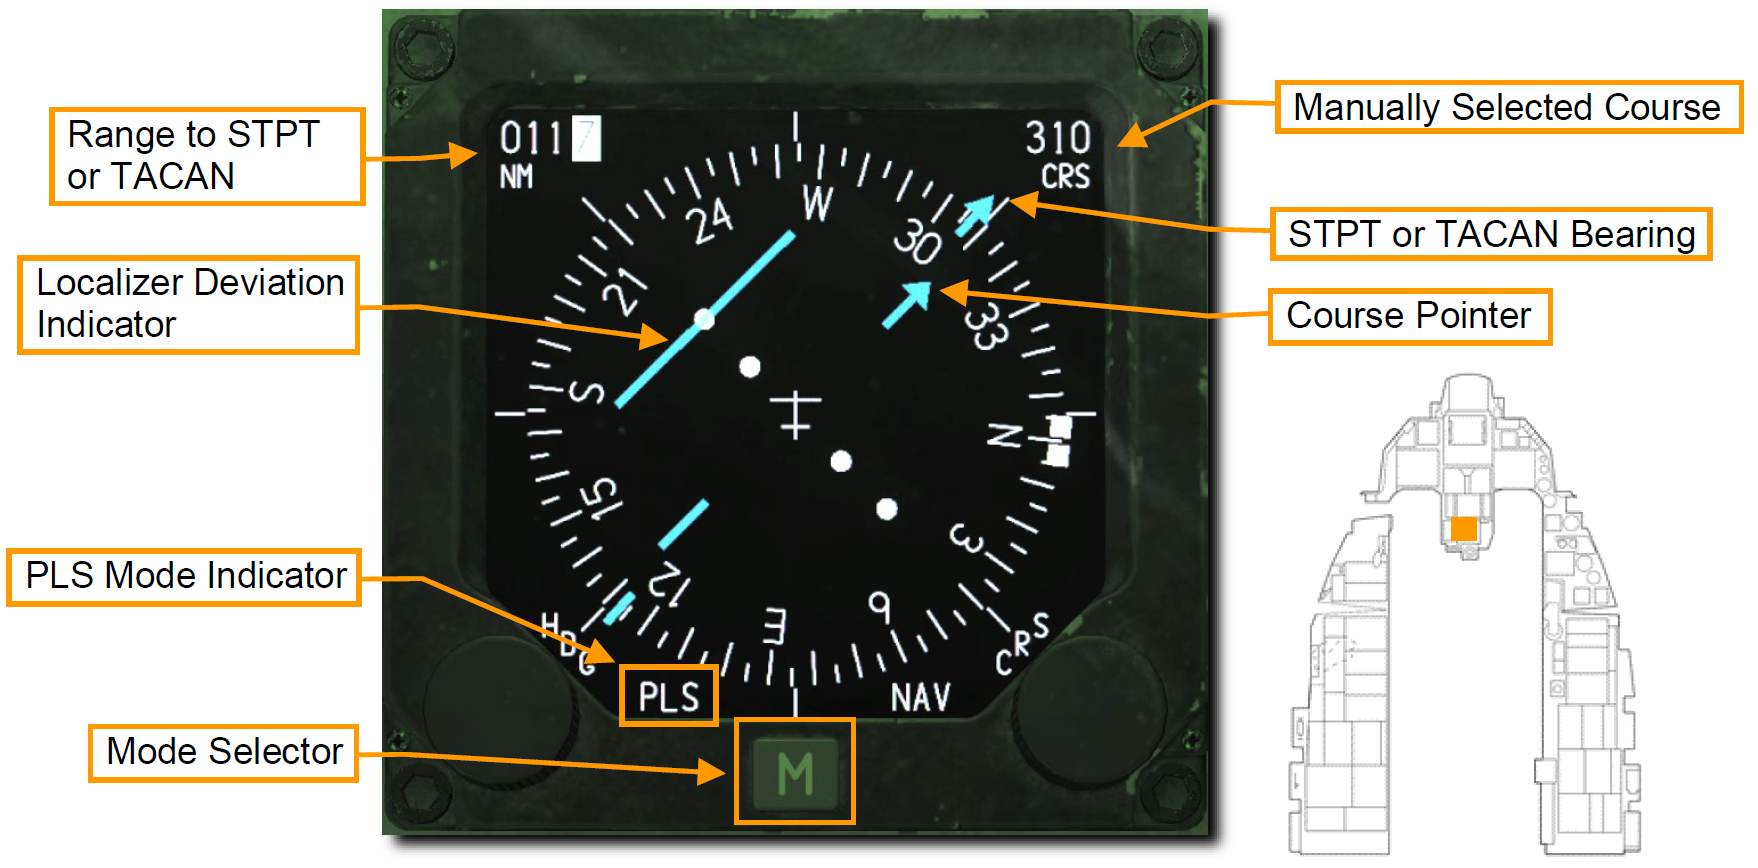 Range to STPT
or TACAN
Localizer Deviation
Indicator
PLS Mode Indicator
Mode Selector
0117
NM
310
CRS
24
W
30
21
33
S
N
15
3
12
E
6
HDG
CRS
PLS
NAV
M
Manually Selected Course
STPT or TACAN Bearing
Course Pointer